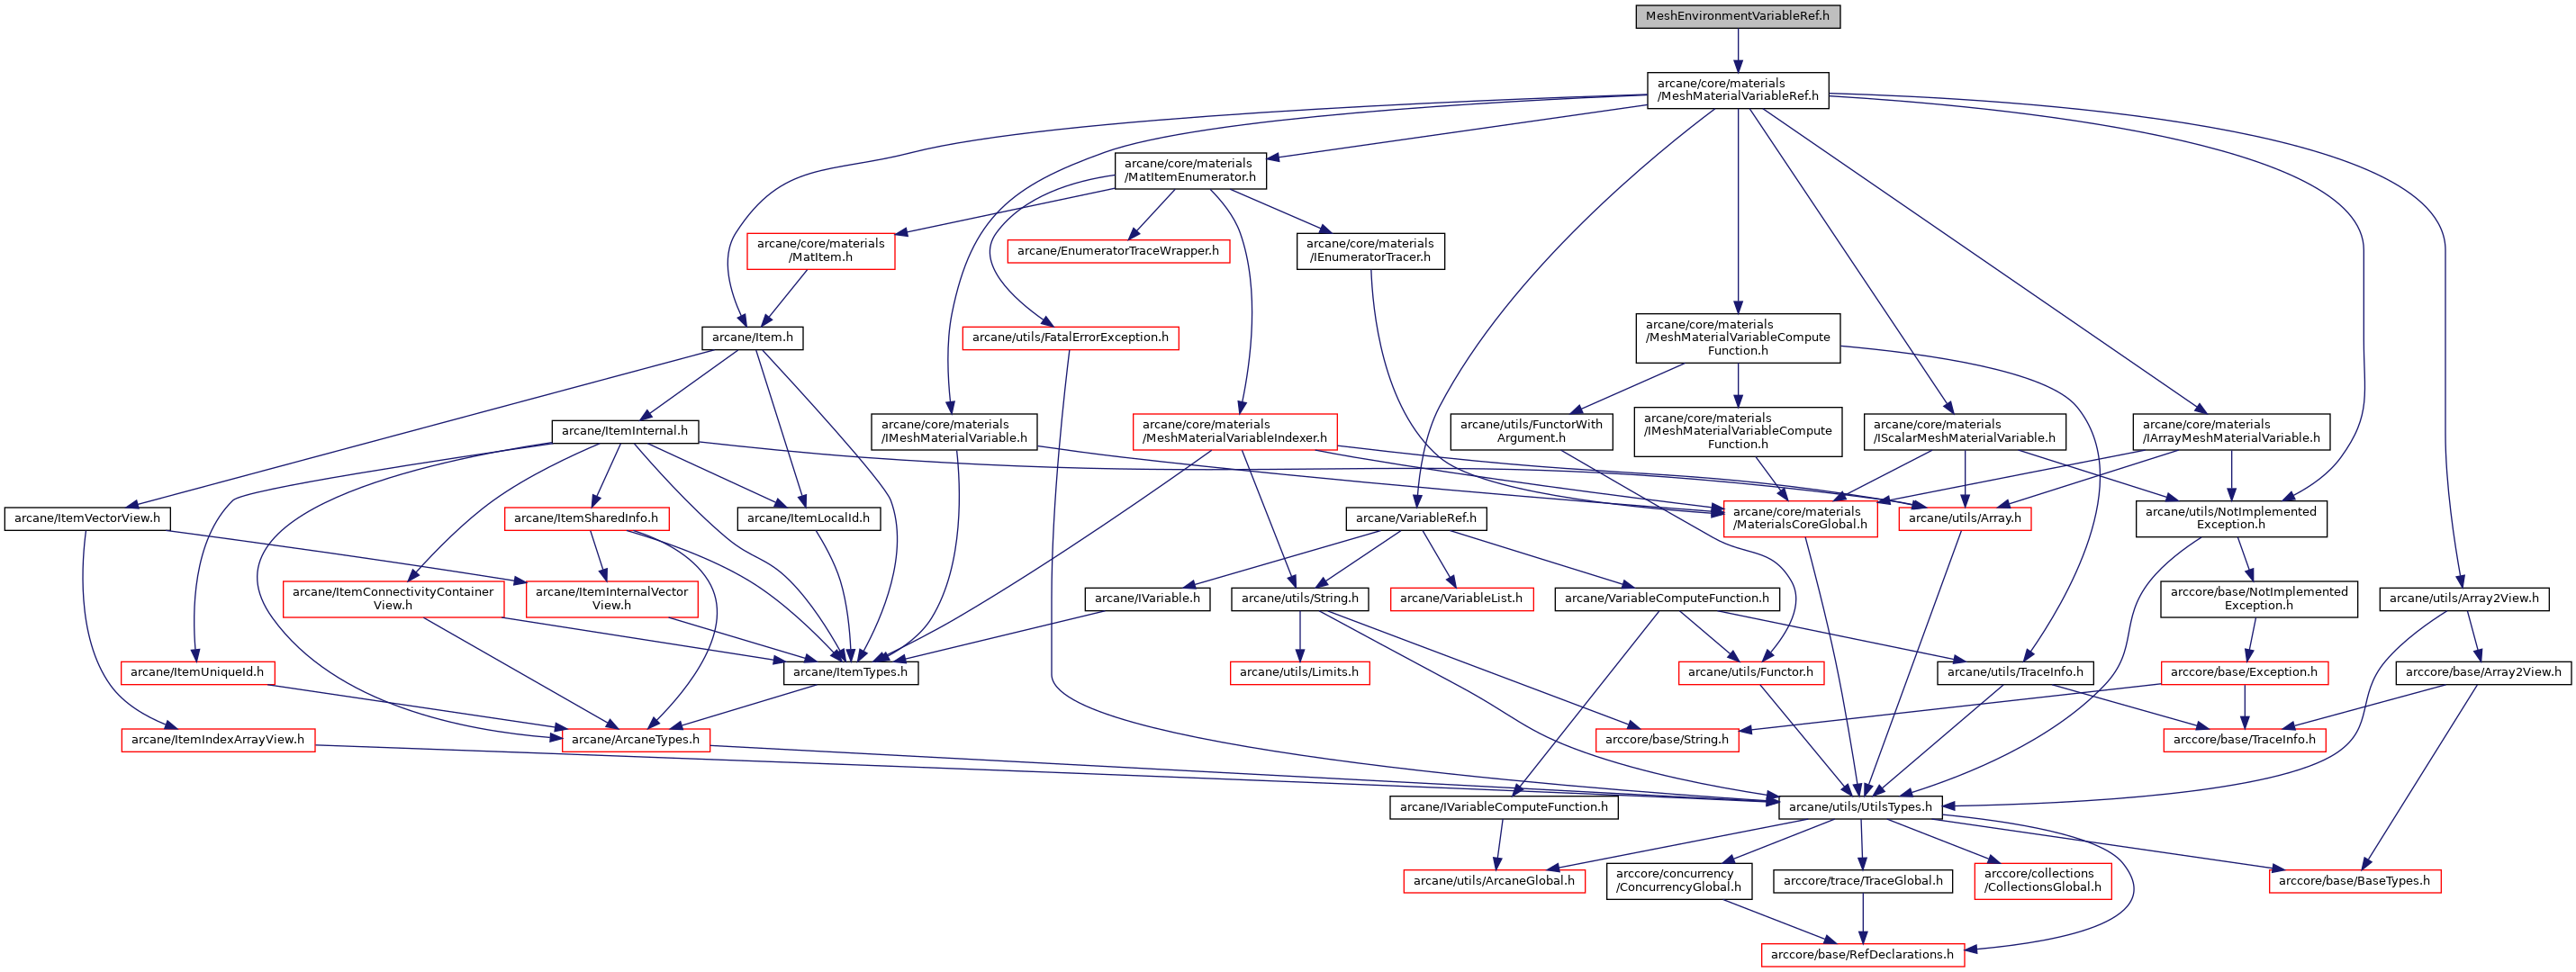 MeshEnvironmentVariableRef.h
arcane/core/materials
/MeshMaterialVariableRef.h
arcane/core/materials
/MatItemEnumerator.h
arcane/core/materials
/MatItem.h
arcane/EnumeratorTraceWrapper.h
arcane/core/materials
/IEnumeratorTracer.h
arcane/Item.h
arcane/utils/FatalErrorException.h
arcane/core/materials
/MeshMaterialVariableCompute
Function.h
arcane/ItemInternal.h
arcane/core/materials
/IMeshMaterialVariable.h
arcane/core/materials
/MeshMaterialVariableIndexer.h
arcane/utils/FunctorWith
Argument.h
arcane/core/materials
/IMeshMaterialVariableCompute
Function.h
arcane/core/materials
/IScalarMeshMaterialVariable.h
arcane/core/materials
/IArrayMeshMaterialVariable.h
arcane/ItemVectorView.h
arcane/ItemSharedInfo.h
arcane/ItemLocalId.h
arcane/VariableRef.h
arcane/core/materials
/MaterialsCoreGlobal.h
arcane/utils/Array.h
arcane/utils/NotImplemented
Exception.h
arcane/ItemConnectivityContainer
View.h
arcane/ItemInternalVector
View.h
arcane/IVariable.h
arcane/utils/String.h
arcane/VariableList.h
arcane/VariableComputeFunction.h
arccore/base/NotImplemented
Exception.h
arcane/utils/Array2View.h
arcane/ItemUniqueId.h
arcane/ItemTypes.h
arcane/utils/Limits.h
arcane/utils/Functor.h
arcane/utils/TraceInfo.h
arccore/base/Exception.h
arccore/base/Array2View.h
arcane/ItemIndexArrayView.h
arcane/ArcaneTypes.h
arccore/base/String.h
arccore/base/TraceInfo.h
arcane/IVariableComputeFunction.h
arcane/utils/UtilsTypes.h
arcane/utils/ArcaneGlobal.h
arccore/concurrency
/ConcurrencyGlobal.h
arccore/trace/TraceGlobal.h
arccore/collections
/CollectionsGlobal.h
arccore/base/BaseTypes.h
arccore/base/RefDeclarations.h